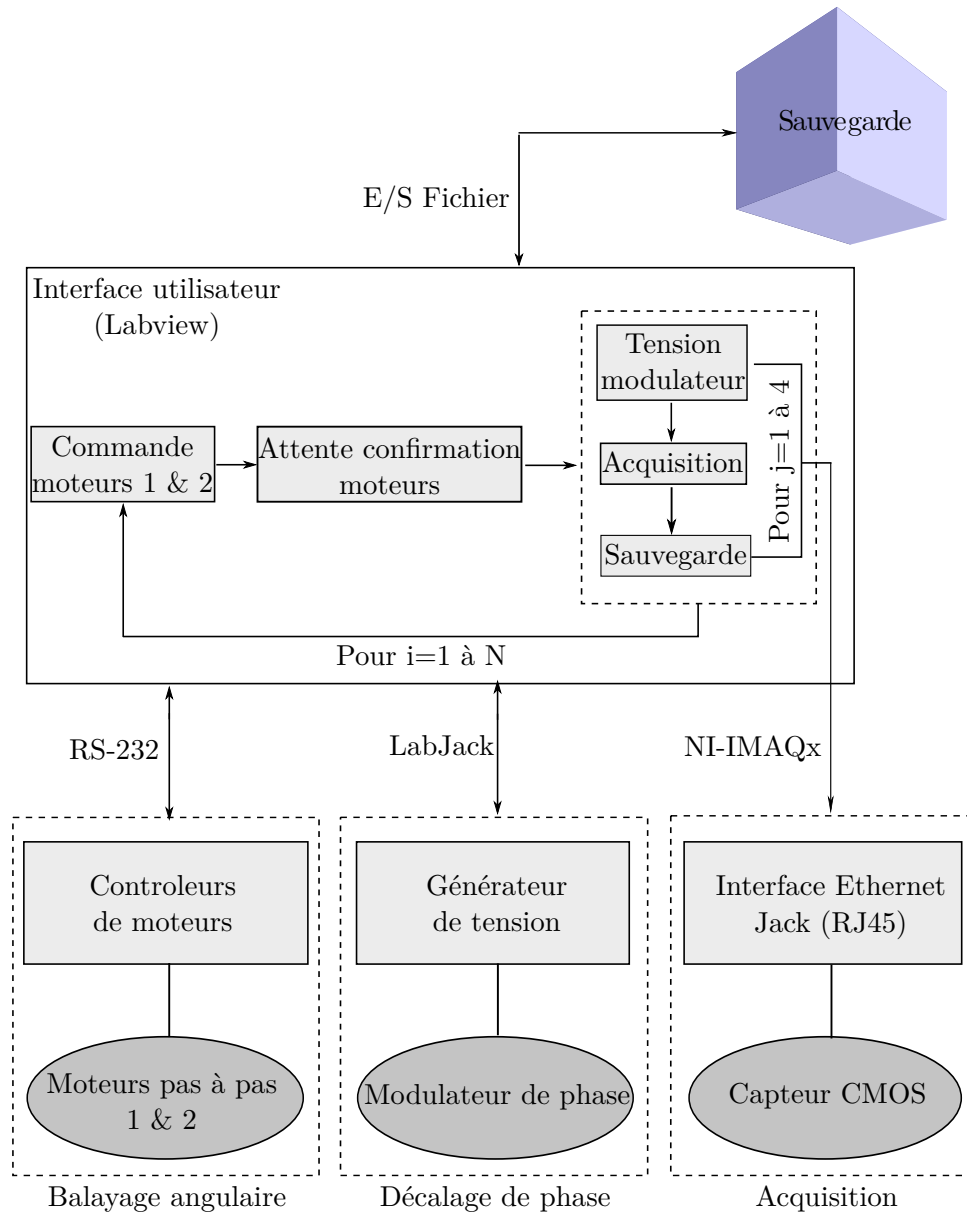 Sauvegarde
E/S Fichier
Interface utilisateur
(Labview)
Tension
modulateur
Pour j=1 à 4
Commande
moteurs 1 & 2
Attente confirmation
moteurs
Acquisition
Sauvegarde
Pour i=1 à N
RS-232
LabJack
NI-IMAQx
Controleurs
de moteurs
Générateur
de tension
Interface Ethernet
Jack (RJ45)
Moteurs pas à pas
1 & 2
Modulateur de phase
Capteur CMOS
Balayage angulaire
Décalage de phase
Acquisition